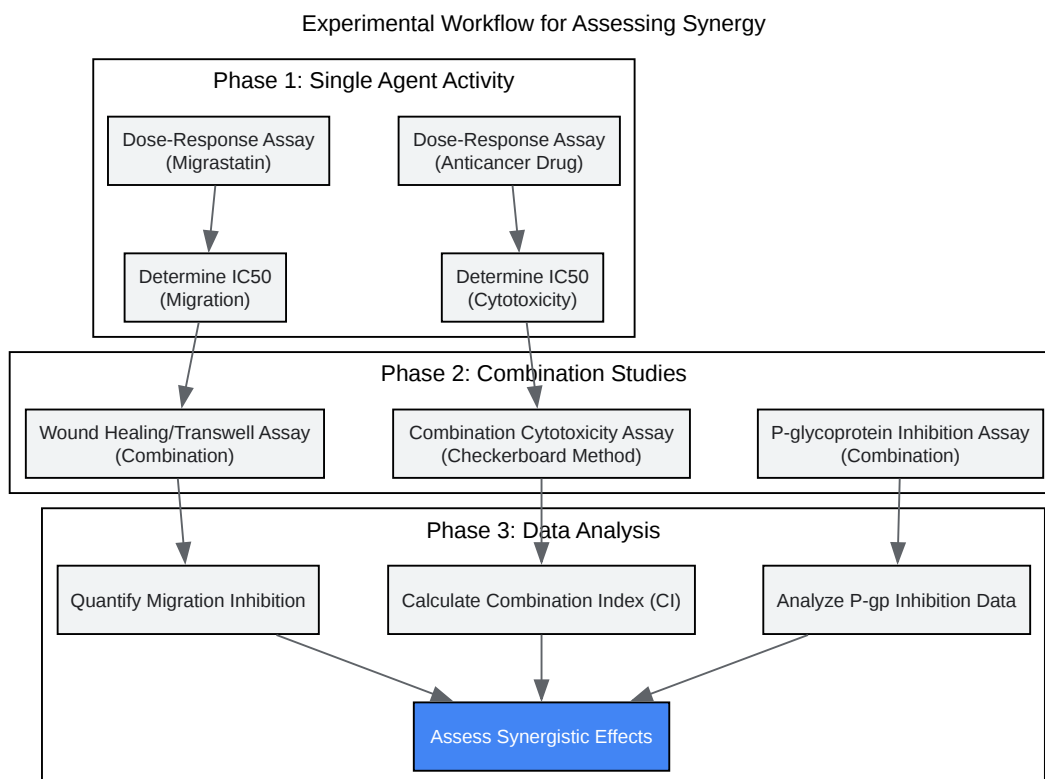 Experimental Workflow for Assessing Synergy
Phase 1: Single Agent Activity
Dose-Response Assay
(Migrastatin)
Dose-Response Assay
(Anticancer Drug)
Determine IC50
(Migration)
Determine IC50
(Cytotoxicity)
Phase 2: Combination Studies
Wound Healing/Transwell Assay
(Combination)
Combination Cytotoxicity Assay
(Checkerboard Method)
P-glycoprotein Inhibition Assay
(Combination)
Phase 3: Data Analysis
Quantify Migration Inhibition
Calculate Combination Index (CI)
Analyze P-gp Inhibition Data
Assess Synergistic Effects